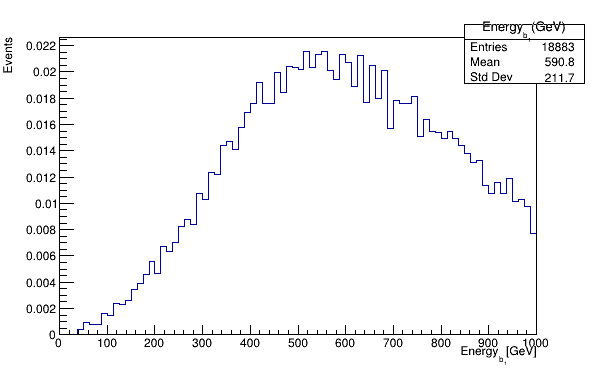 Energy_b_1(GeV)
Entries 18883
Mean 590.8
Std Dev 211.7
Events
0.022
0.02
0.018
0.016
0.014
0.012
0.01
0.008
0.006
0.004
0.002
0
0 100 200 300 400 500 600 700 800 900 1000
Energy_b_1[GeV]